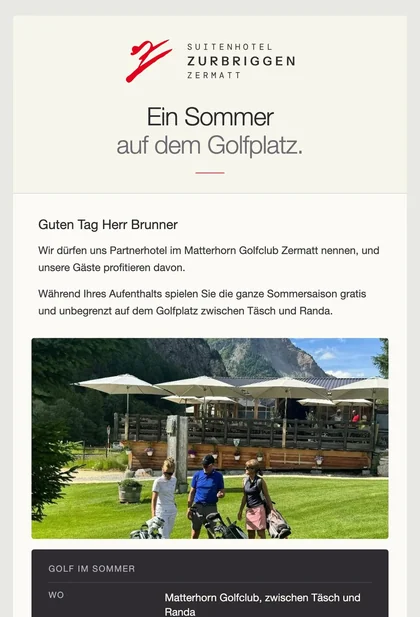 SUITENHOTEL
ZURBRIGGEN
ZERMATT
Ein Sommer
auf dem Golfplatz.
Guten Tag Herr Brunner
Wir dürfen uns Partnerhotel im Matterhorn Golfclub Zermatt nennen, und
unsere Gäste profitieren davon.
Während Ihres Aufenthalts spielen Sie die ganze Sommersaison gratis
und unbegrenzt auf dem Golfplatz zwischen Täsch und Randa.
GOLF IM SOMMER
WO
Matterhorn Golfclub, zwischen Täsch und
Randa